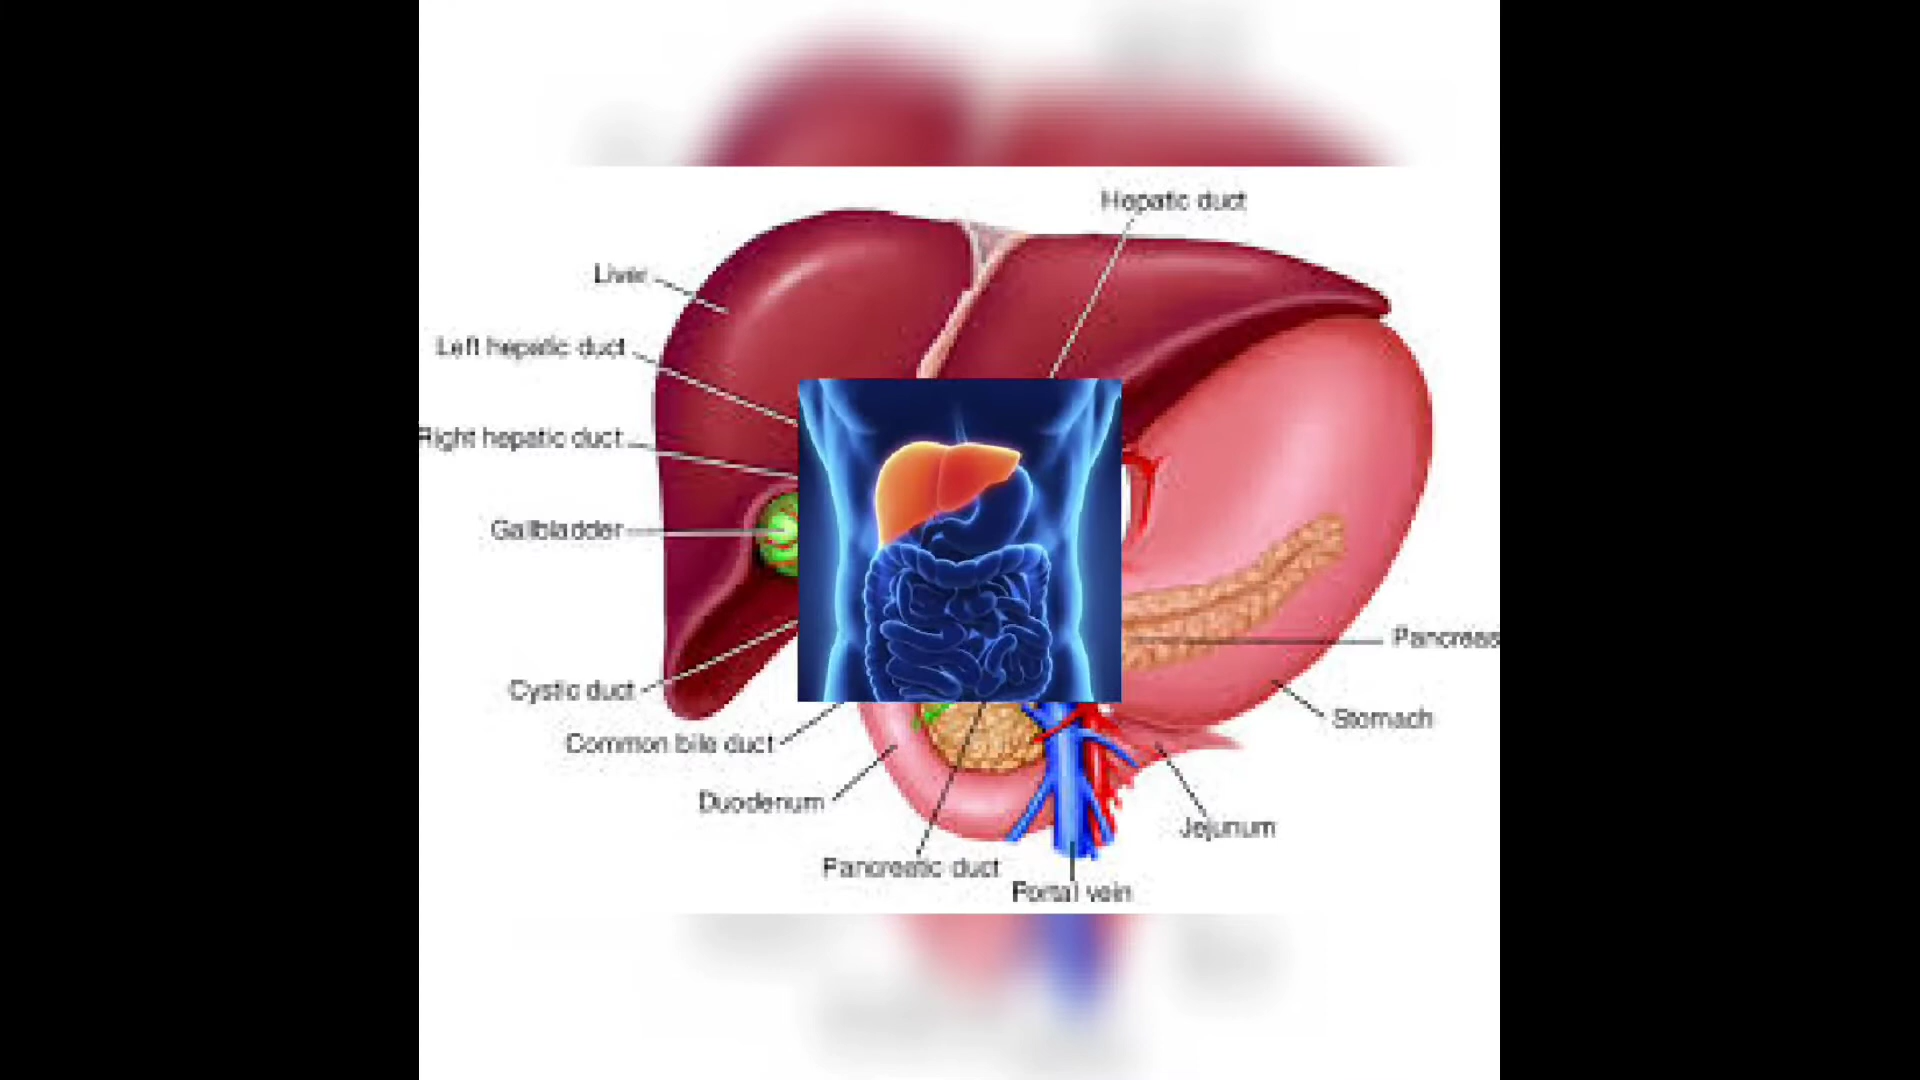 Hepatic duct
Liver
Left hepatic duct
Right hepatic duct
Gallbladder
Pancreas
Cystic duct
Stomach
Common bile duct
Duodenum
Jejunum
Pancreatic duct
Portal vein